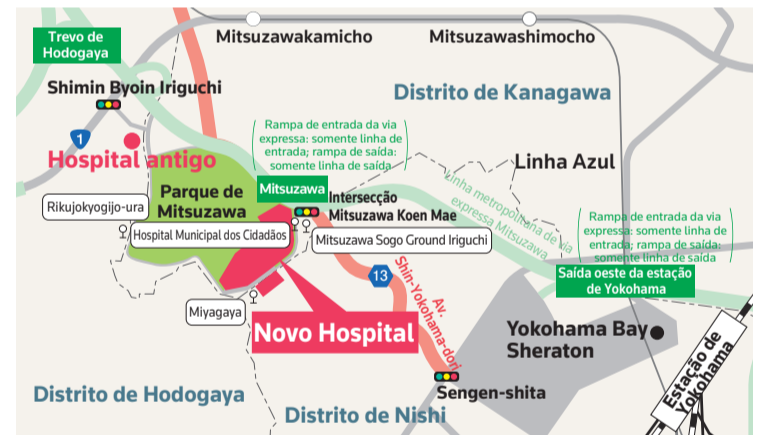 Trevo de
Hodogaya
Mitsuzawakamicho
Mitsuzawashimocho
Shimin Byoin Iriguchi
Distrito de Kanagawa
1
Hospital antigo
Rampa de entrada da via
expressa: somente linha de
entrada; rampa de saída:
somente linha de saída
Linha Azul
Parque de
Mitsuzawa
Mitsuzawa
Linha metropolitana de via
expressa Mitsuzawa
Rikujokyogijo-ura
Intersecção
Mitsuzawa Koen Mae
Rampa de entrada da via
expressa: somente linha de
entrada; rampa de saída:
somente linha de saída
Hospital Municipal dos Cidadãos
Mitsuzawa Sogo Ground Iriguchi
13
Av.
Shin-Yokohama-dori
Saída oeste da estação
de Yokohama
Miyagaya
Novo Hospital
Yokohama Bay
Sheraton
Estação de
Yokohama
Distrito de Hodogaya
Sengen-shita
Distrito de Nishi